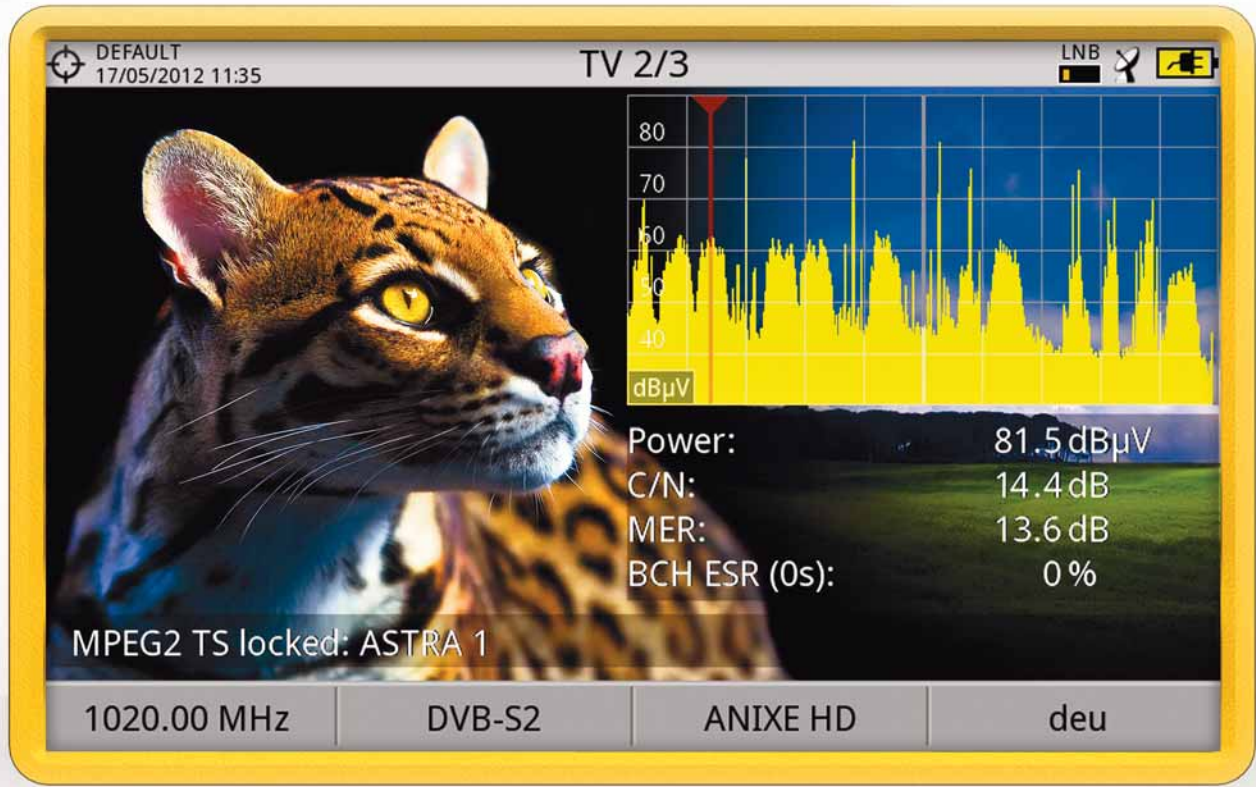 DEFAULT
17/05/2012 11:35
TV 2/3
LNB
80
70
60
50
40
dBµV
Power: 81.5 dBµV
C/N: 14.4 dB
MER: 13.6 dB
BCH ESR (0s): 0 %
MPEG2 TS locked: ASTRA 1
1020.00 MHz DVB-S2 ANIXE HD deu